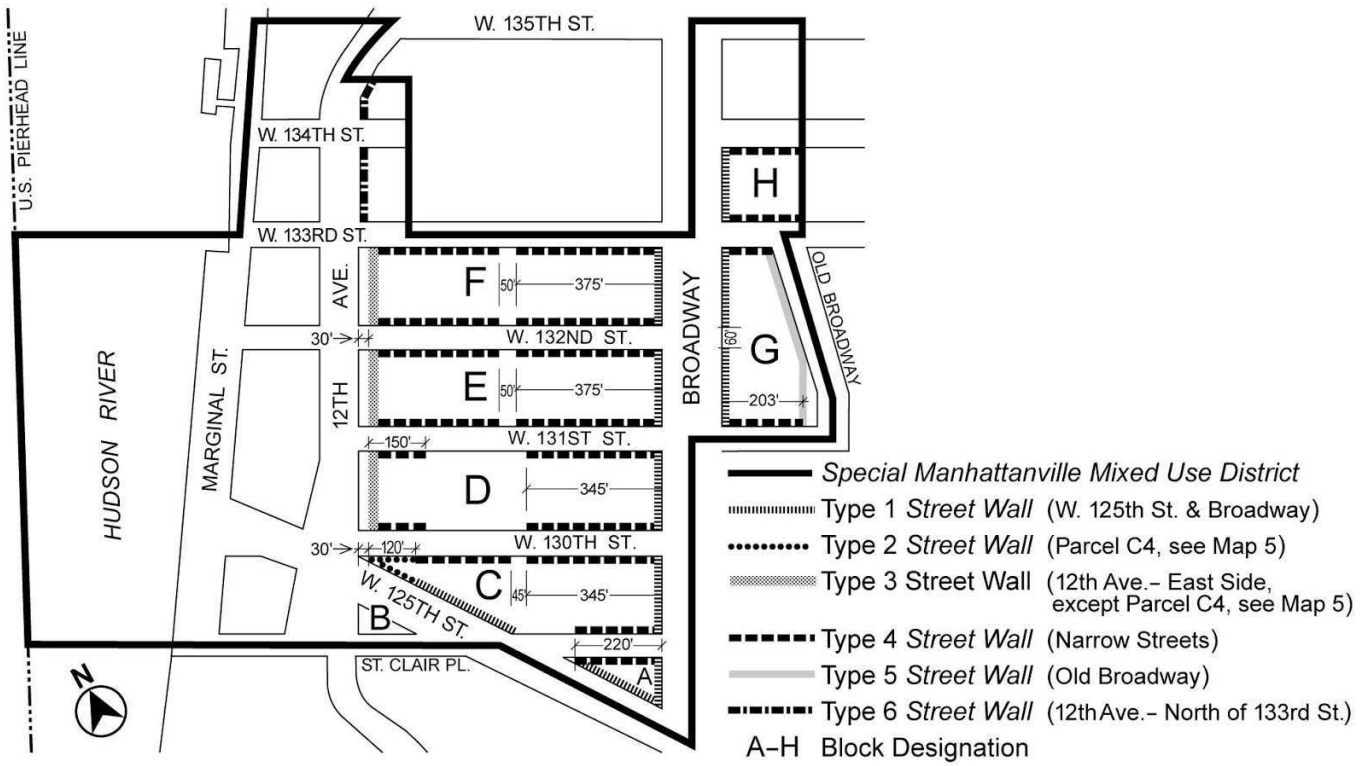 W. 135TH ST.
U.S. PIERHEAD LINE
W. 134TH ST.
H
W. 133RD ST.
F
50'
375'
AVE.
30'
W. 132ND ST.
BROADWAY
60'
G
OLD BROADWAY
HUDSON RIVER
MARGINAL ST.
12TH
E
50'
375'
203'
150'
W. 131ST ST.
D
345'
30'
120'
W. 130TH ST.
C
45'
345'
W. 125TH ST.
B
220'
ST. CLAIR PL.
A
N
Special Manhattanville Mixed Use District
Type 1 Street Wall (W. 125th St. & Broadway)
Type 2 Street Wall (Parcel C4, see Map 5)
Type 3 Street Wall (12th Ave.– East Side,
except Parcel C4, see Map 5)
Type 4 Street Wall (Narrow Streets)
Type 5 Street Wall (Old Broadway)
Type 6 Street Wall (12th Ave.– North of 133rd St.)
A–H Block Designation